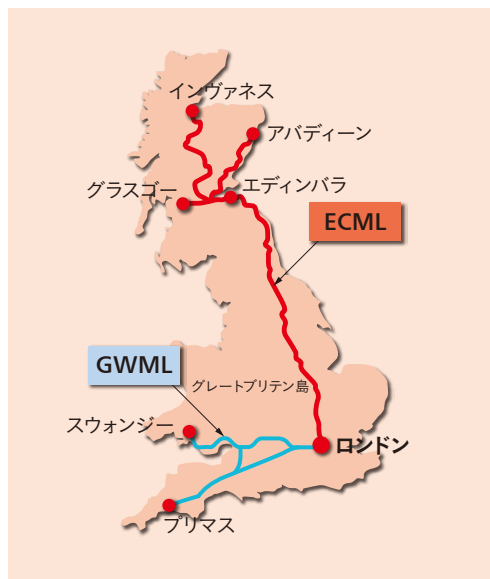 インヴァネス
アバディーン
グラスゴー
エディンバラ
ECML
GWML
グレートブリテン島
スウォンジー
ロンドン
プリマス